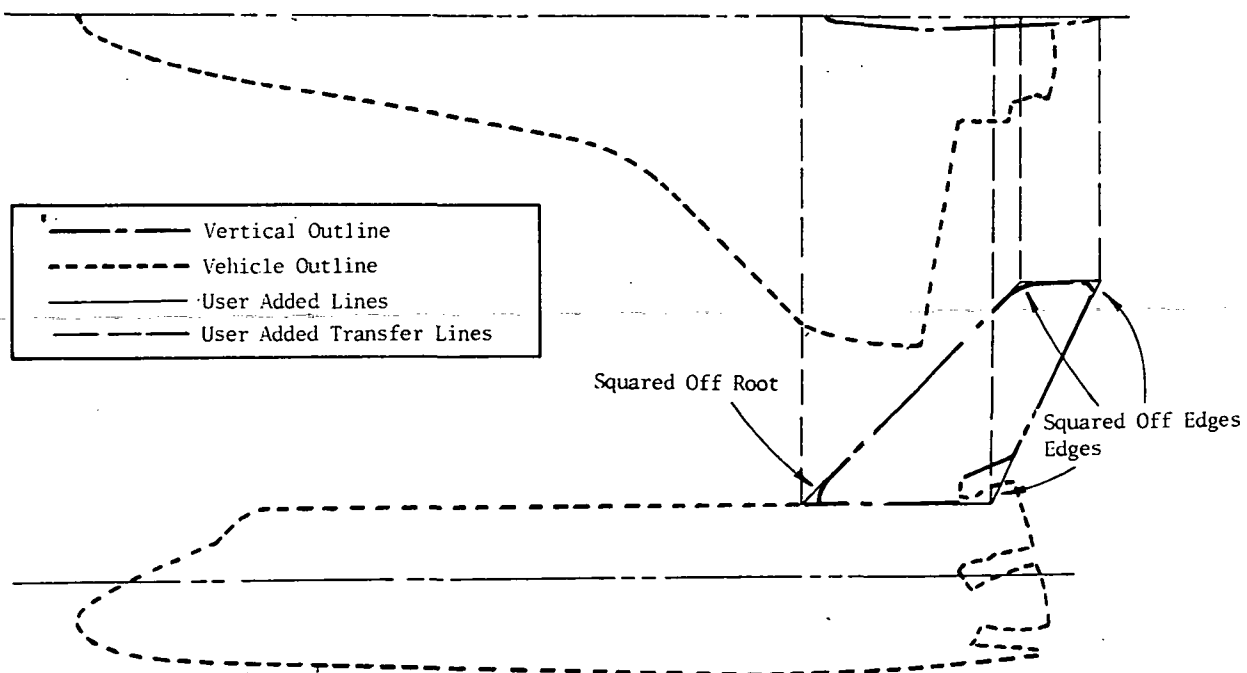 Vertical Outline
Vehicle Outline
User Added Lines
User Added Transfer Lines
Squared Off Root
Squared Off Edges
Edges